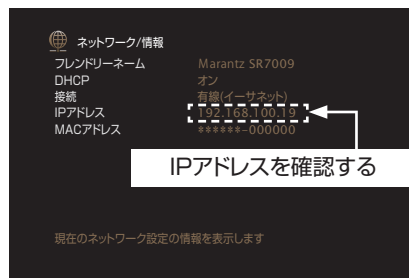 ネットワーク/情報
フレンドリーネーム Marantz SR7009
DHCP オン
接続 有線(イーサネット)
IPアドレス 192.168.100.19
MACアドレス ******-000000
IPアドレスを確認する
現在のネットワーク設定の情報を表示します